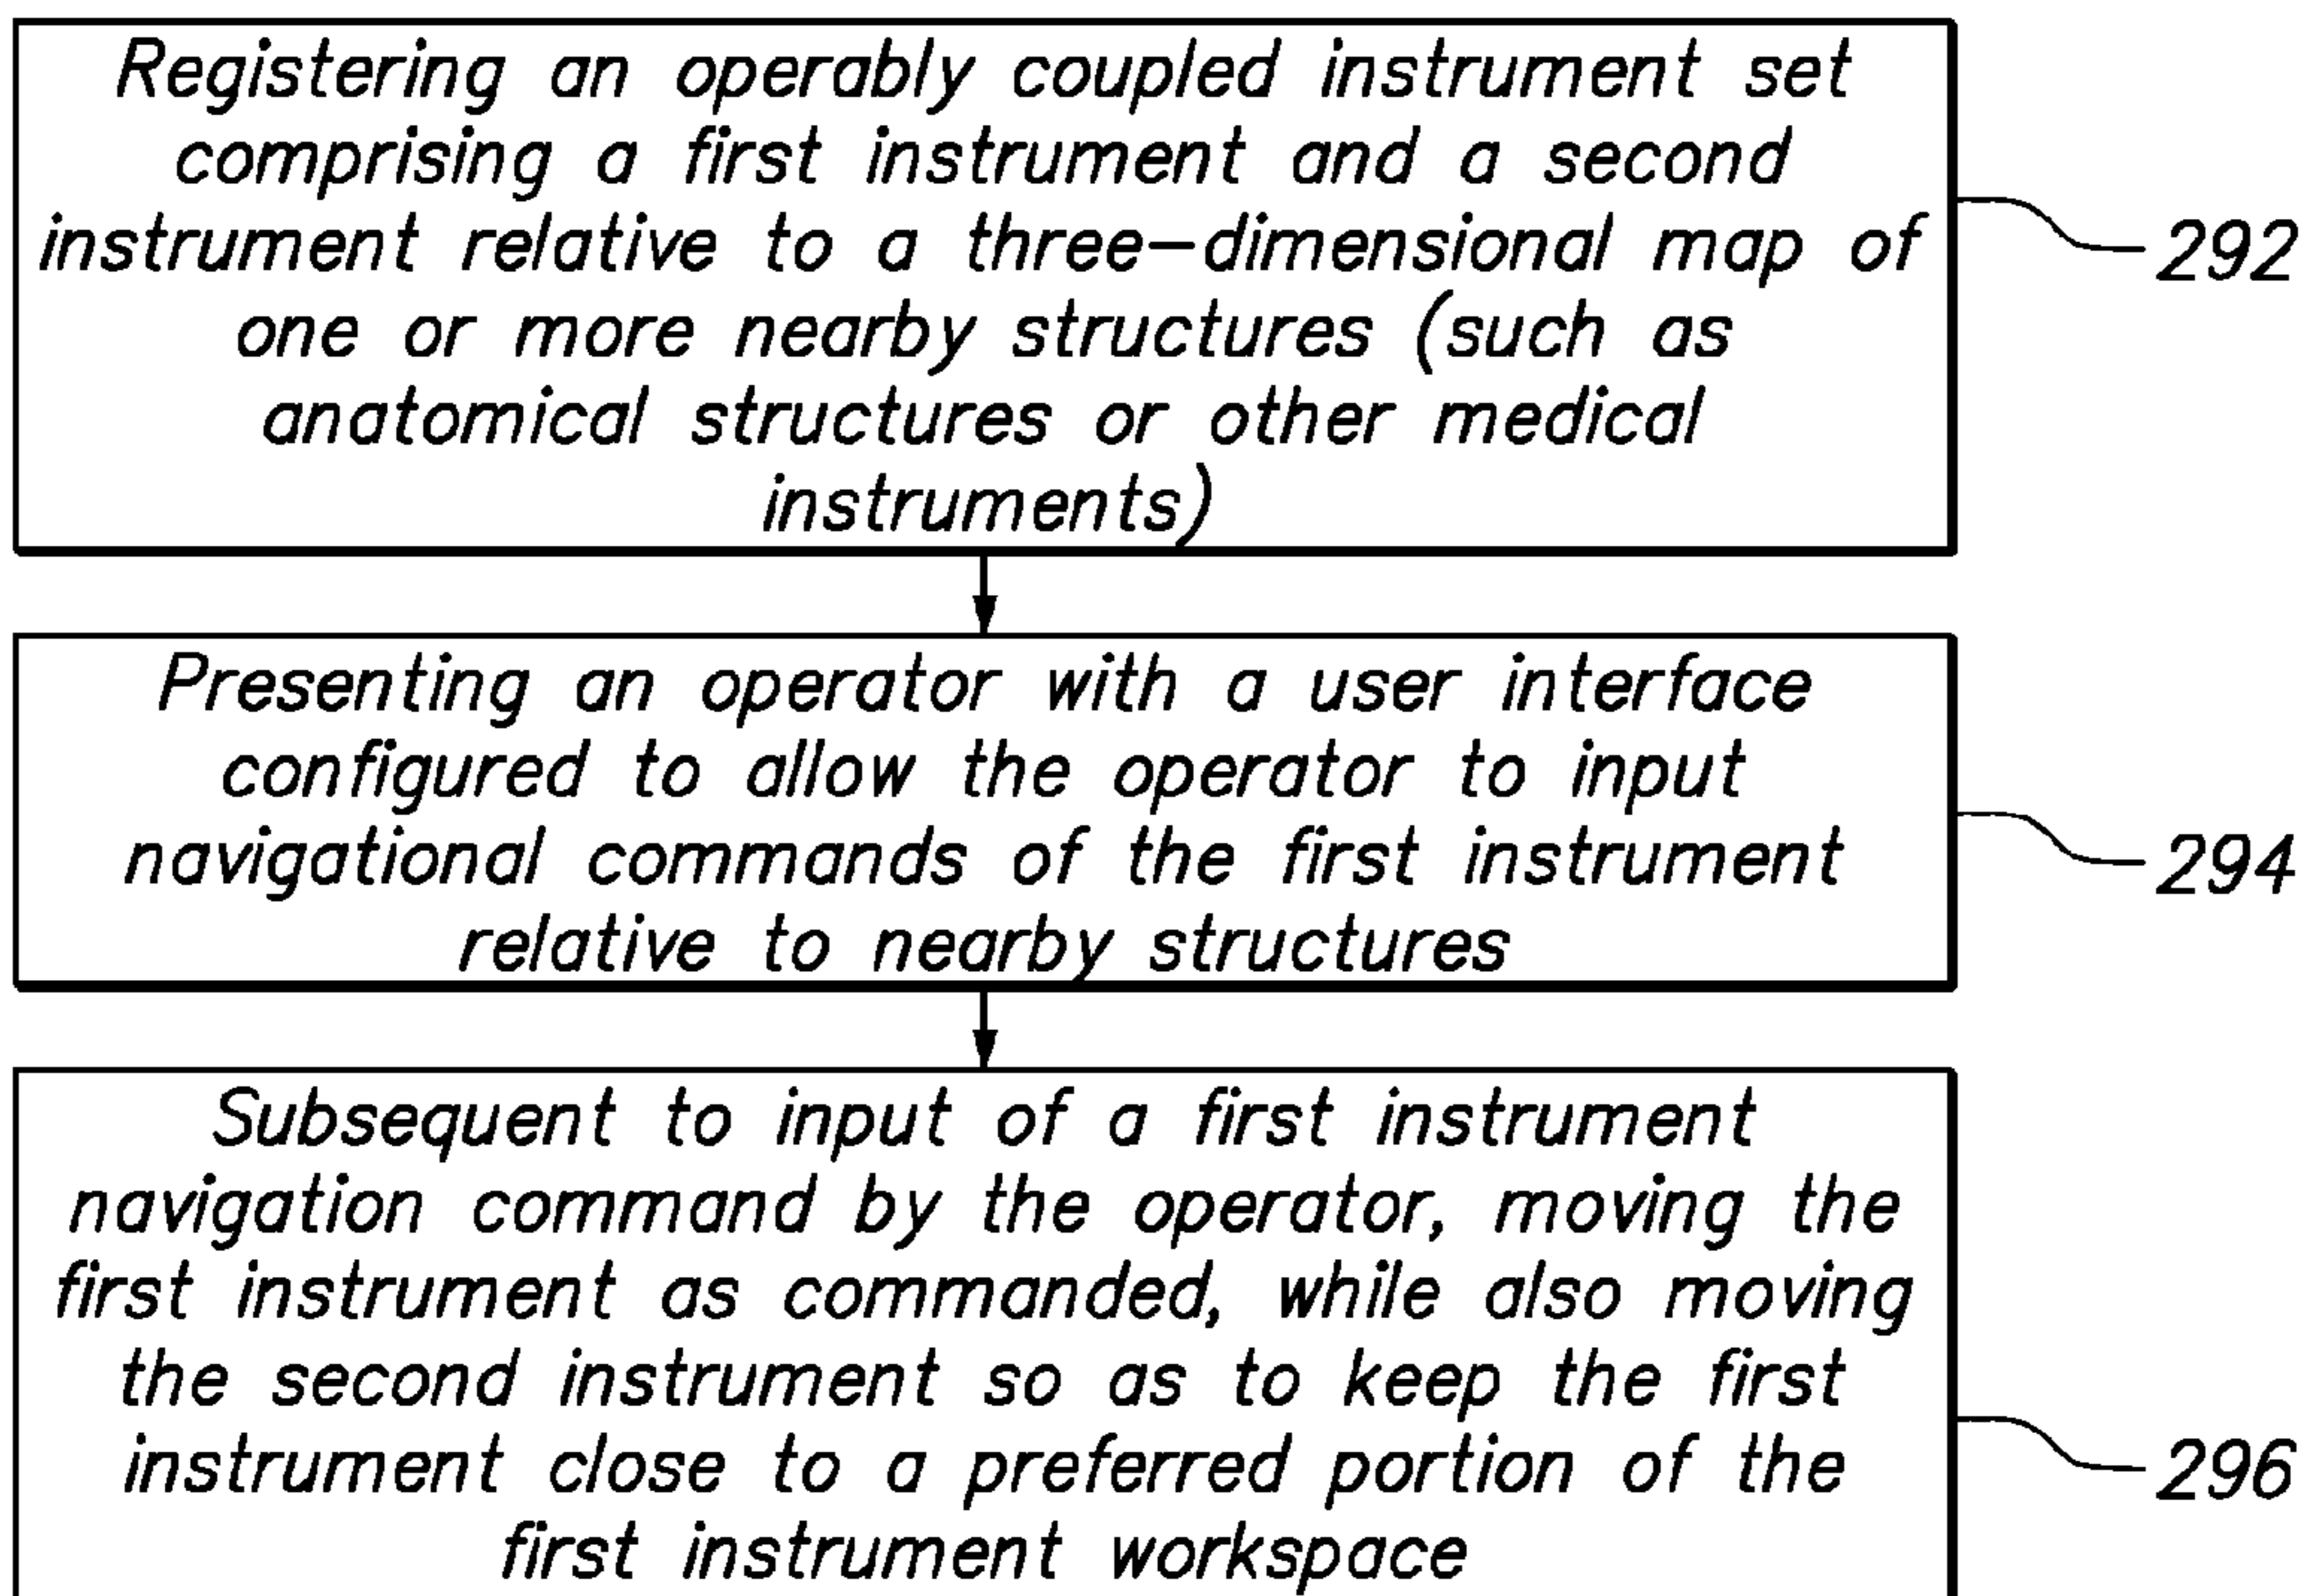 Registering an operably coupled instrument set
comprising a first instrument and a second
instrument relative to a three-dimensional map of
one or more nearby structures (such as
anatomical structures or other medical
instruments)
292
Presenting an operator with a user interface
configured to allow the operator to input
navigational commands of the first instrument
relative to nearby structures
294
Subsequent to input of a first instrument
navigation command by the operator, moving the
first instrument as commanded, while also moving
the second instrument so as to keep the first
instrument close to a preferred portion of the
first instrument workspace
296